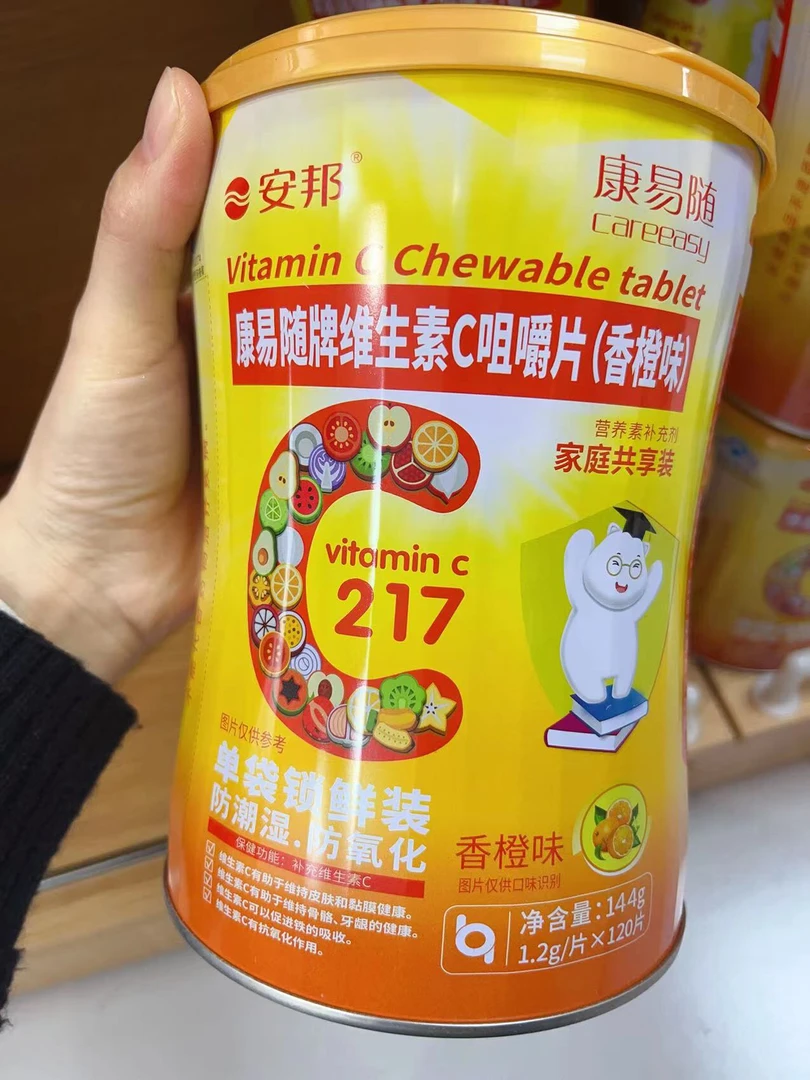 安邦®
康易随
careeasy
Vitamin C Chewable tablet
康易随牌维生素C咀嚼片(香橙味)
营养素补充剂
家庭共享装
vitamin c
217
图片仅供参考
单袋锁鲜装
防潮湿.防氧化
保健功能：补充维生素C
维生素C有助于维持皮肤和黏膜健康。
维生素C有助于维持骨骼、牙龈的健康。
维生素C可以促进铁的吸收。
维生素C有抗氧化作用。
香橙味
图片仅供口味识别
净含量：144g
1.2g/片×120片
217